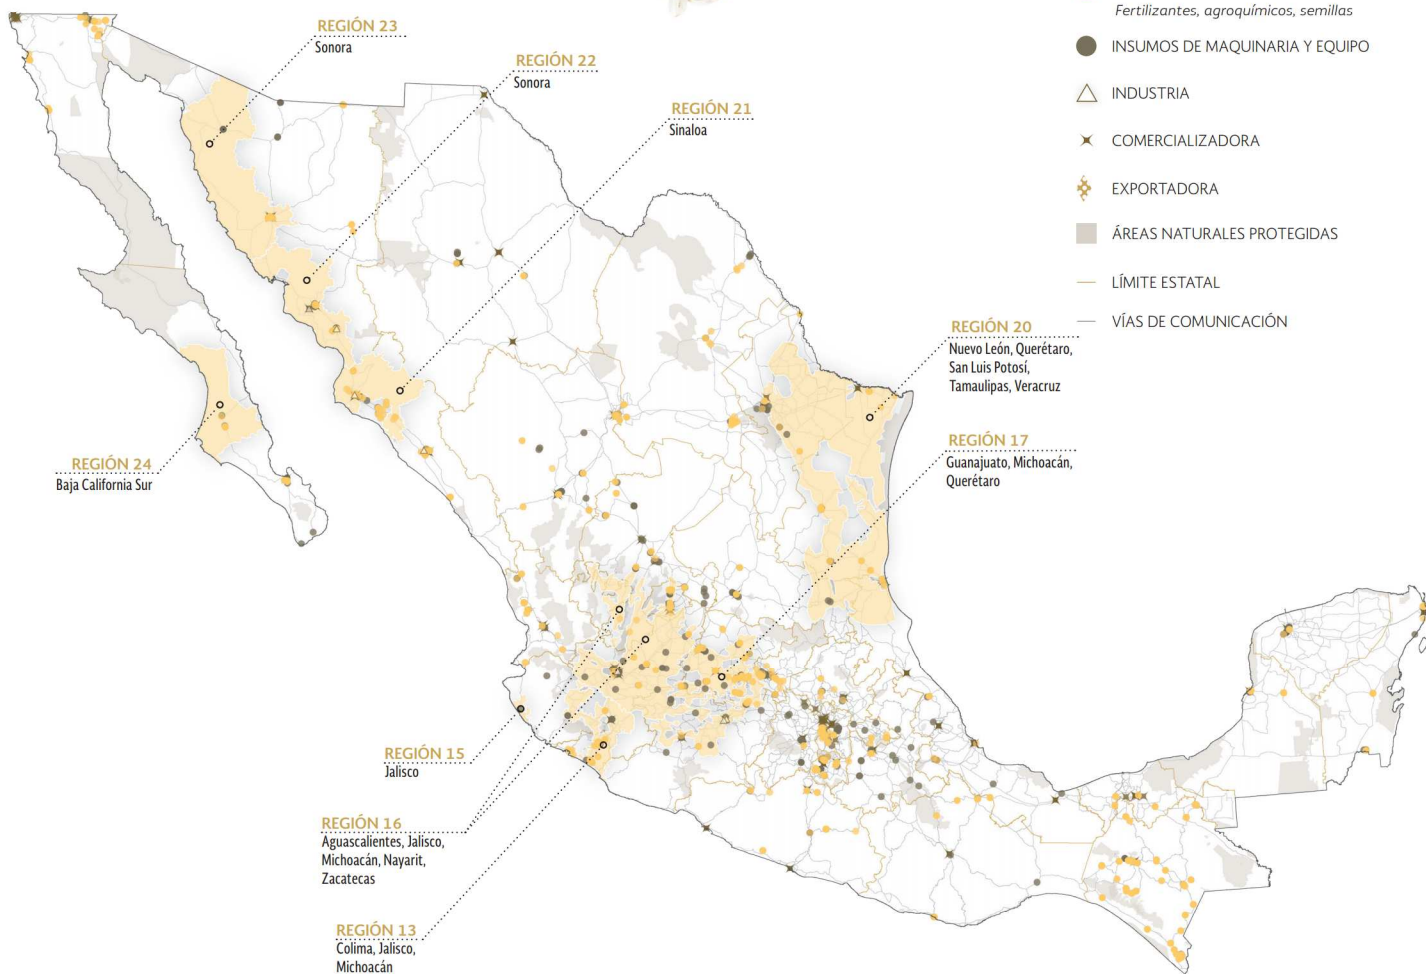 Fertilizantes, agroquímicos, semillas
INSUMOS DE MAQUINARIA Y EQUIPO
INDUSTRIA
COMERCIALIZADORA
EXPORTADORA
ÁREAS NATURALES PROTEGIDAS
LÍMITE ESTATAL
VÍAS DE COMUNICACIÓN
REGIÓN 23
Sonora
REGIÓN 22
Sonora
REGIÓN 21
Sinaloa
REGIÓN 20
Nuevo León, Querétaro,
San Luis Potosí,
Tamaulipas, Veracruz
REGIÓN 17
Guanajuato, Michoacán,
Querétaro
REGIÓN 24
Baja California Sur
REGIÓN 15
Jalisco
REGIÓN 16
Aguascalientes, Jalisco,
Michoacán, Nayarit,
Zacatecas
REGIÓN 13
Colima, Jalisco,
Michoacán